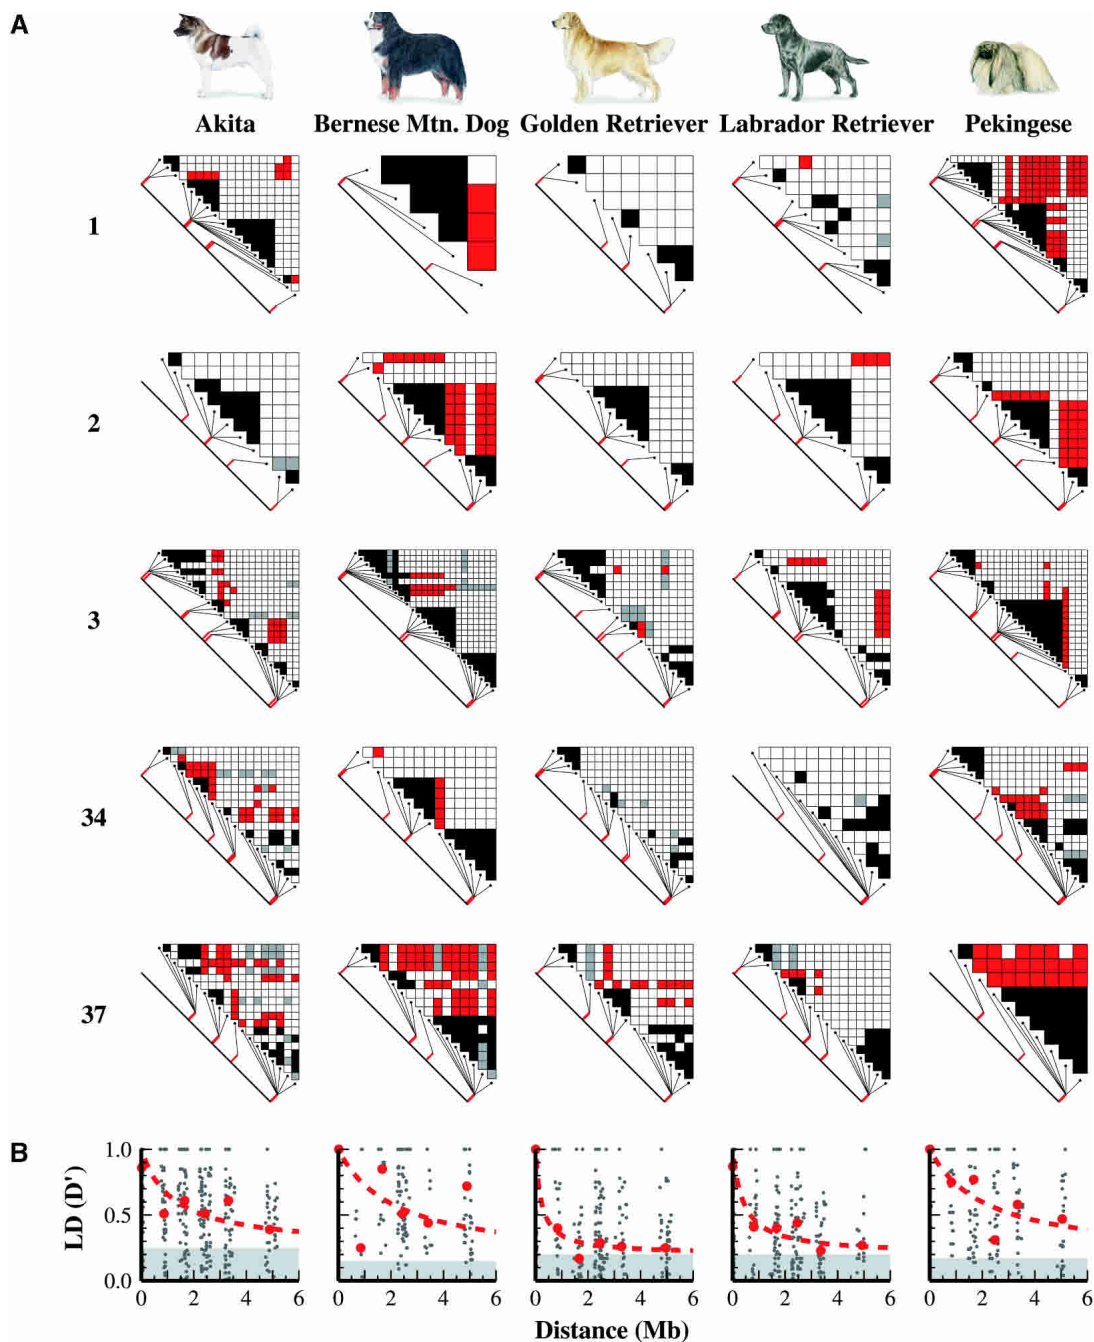 A
Akita Bernese Mtn. Dog Golden Retriever Labrador Retriever Pekingese
1
2
3
34
37
B
LD (D')
1.0
0.5
0.0
0 2 4 6 0 2 4 6 0 2 4 6 0 2 4 6 0 2 4 6
Distance (Mb)